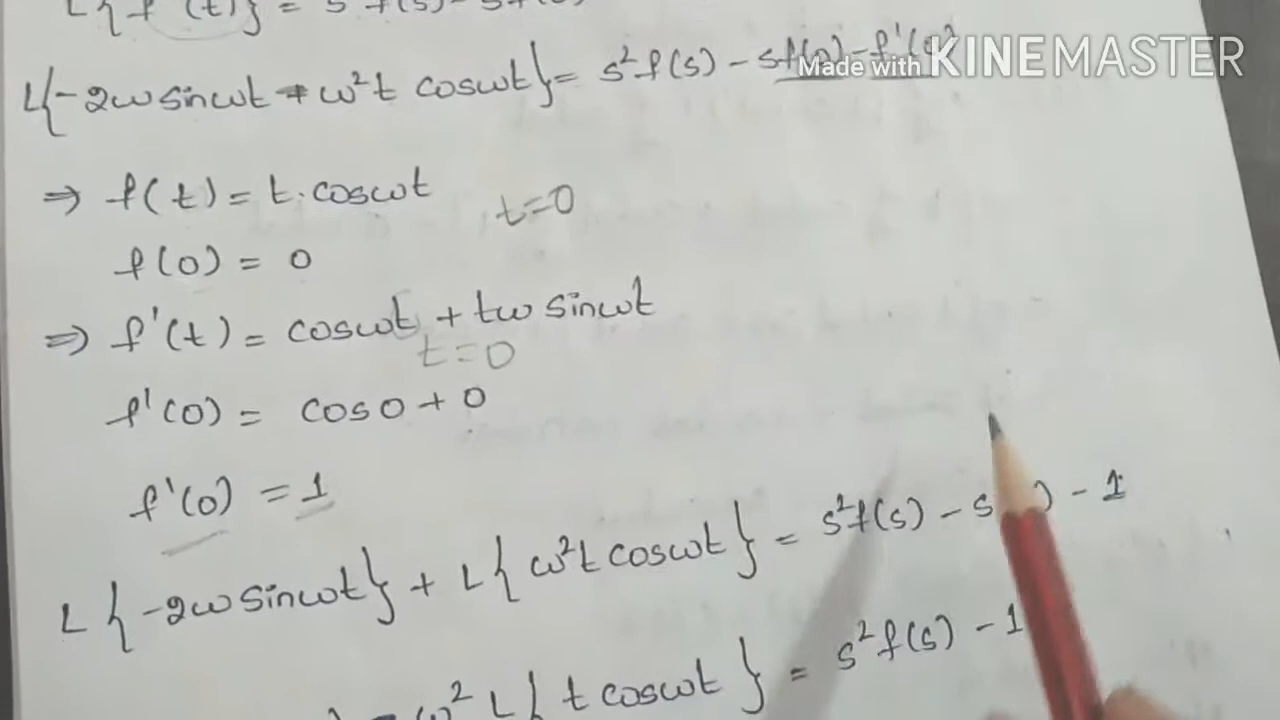 L{f (t)} = s
L{-2ω sinωt + ω²t cosωt} = s²f(s) - sf(0) - f'(0)
Made with KINEMASTER
⇒ f(t) = t.cosωt
t=0
f(0) = 0
⇒ f'(t) = cosωt + tω sinωt
t=0
f'(0) = cos0 + 0
f'(0) = 1
L{-2ω sinωt} + L{ω²t cosωt} = s²f(s) - s ) - 1
ω² L{t cosωt} = s²f(s) - 1